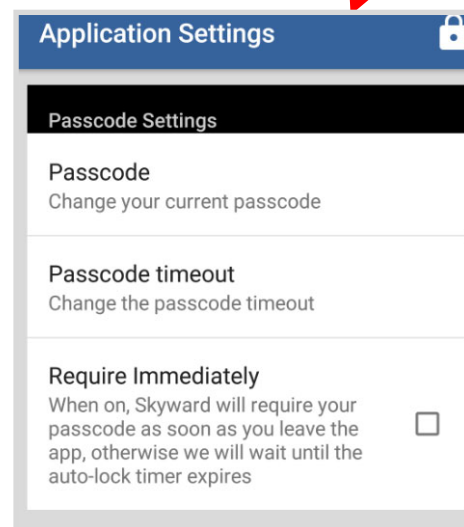 Application Settings
Passcode Settings
Passcode
Change your current passcode
Passcode timeout
Change the passcode timeout
Require Immediately
When on, Skyward will require your
passcode as soon as you leave the
app, otherwise we will wait until the
auto-lock timer expires